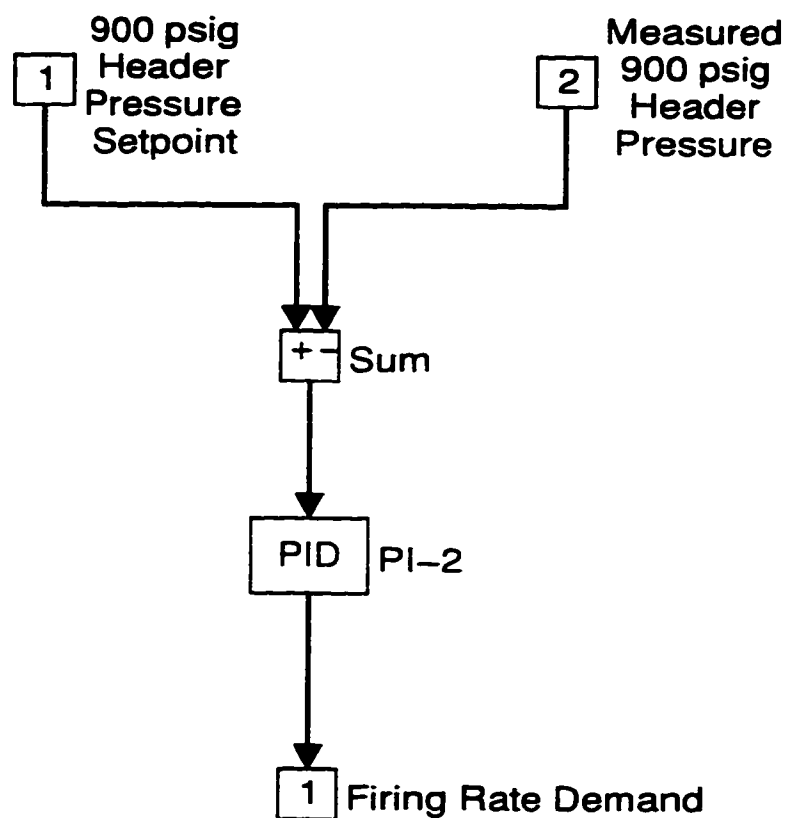 1
900 psig
Header
Pressure
Setpoint
2
Measured
900 psig
Header
Pressure
+ −
Sum
PID
PI–2
1
Firing Rate Demand